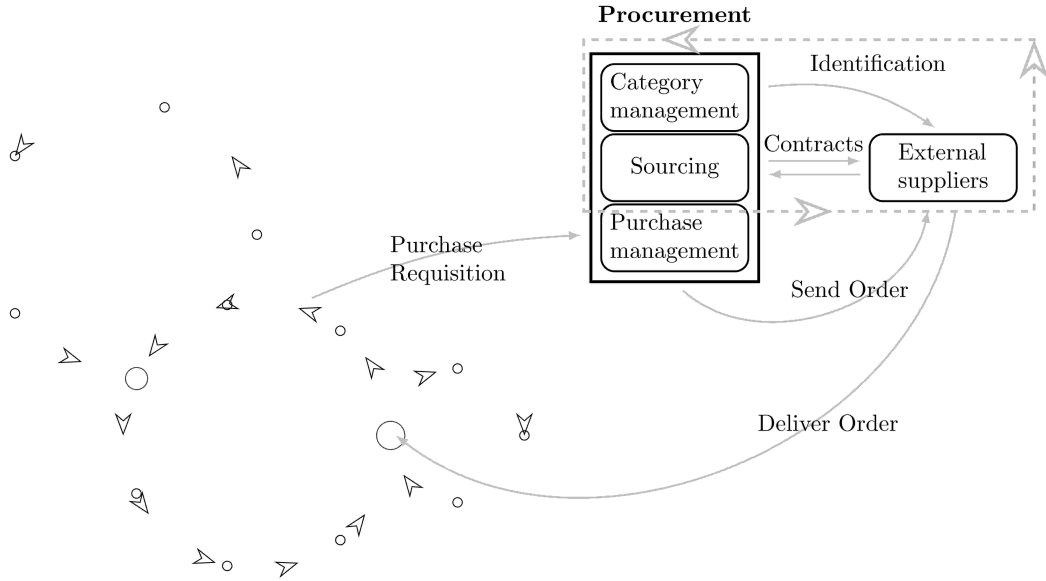 Procurement
Identification
Category
management
Contracts
Sourcing
External
suppliers
Purchase
management
Purchase
Requisition
Send Order
Deliver Order